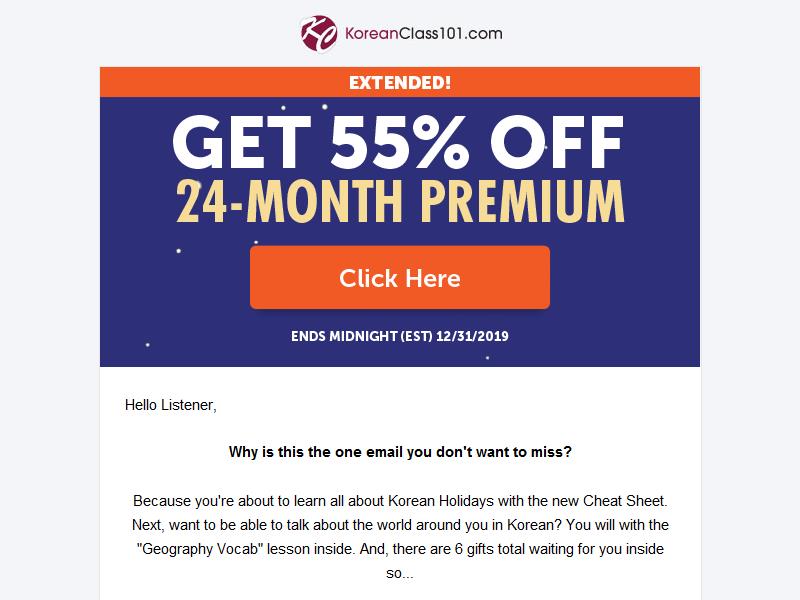 KoreanClass101.com
EXTENDED!
GET 55% OFF
24-MONTH PREMIUM
Click Here
ENDS MIDNIGHT (EST) 12/31/2019
Hello Listener,
Why is this the one email you don't want to miss?
Because you're about to learn all about Korean Holidays with the new Cheat Sheet.
Next, want to be able to talk about the world around you in Korean? You will with the
"Geography Vocab" lesson inside. And, there are 6 gifts total waiting for you inside
so...